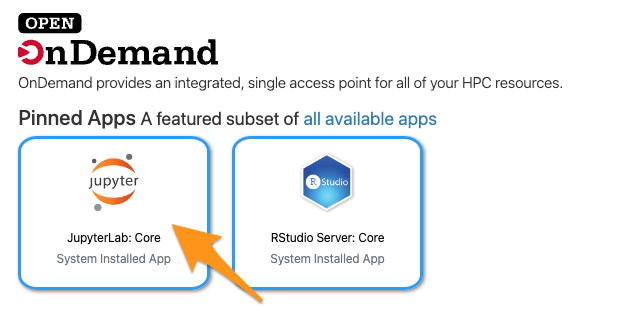 OPEN
OnDemand
OnDemand provides an integrated, single access point for all of your HPC resources.
Pinned Apps A featured subset of all available apps
jupyter
JupyterLab: Core
System Installed App
R Studio
RStudio Server: Core
System Installed App